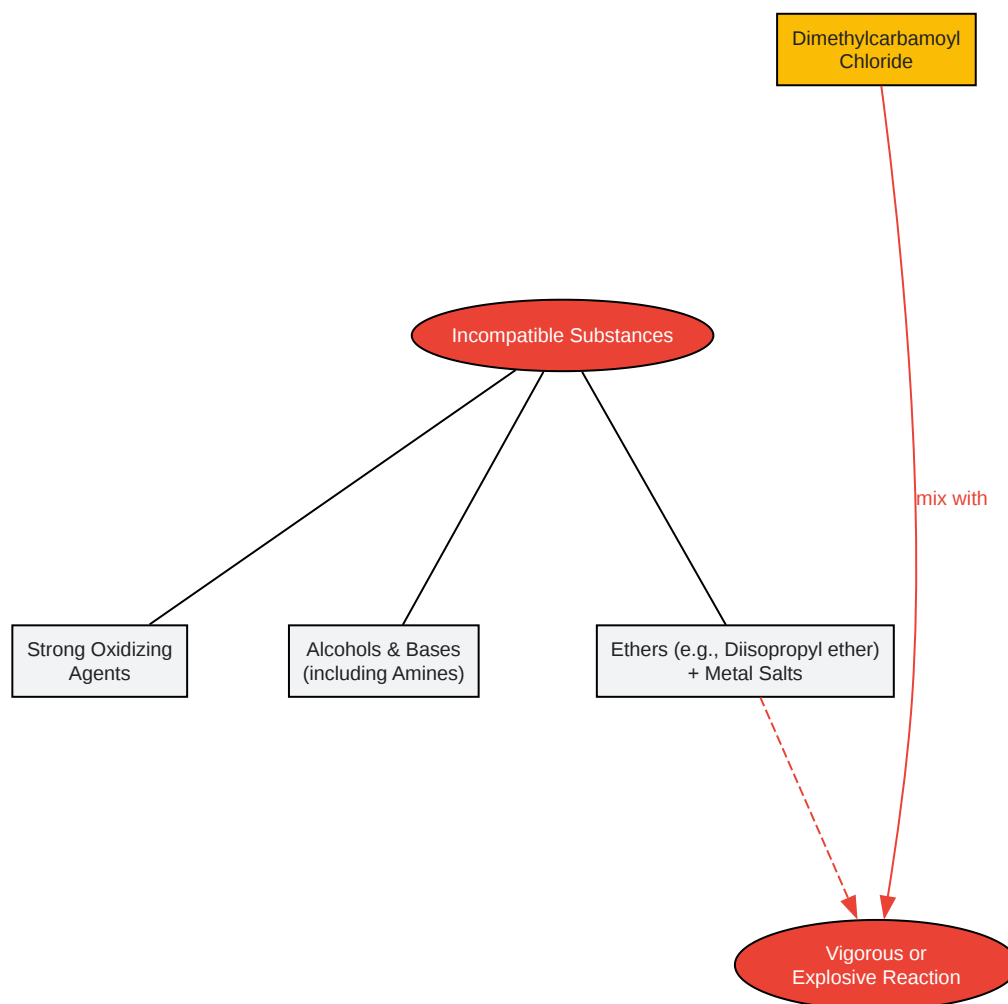 Dimethylcarbamoyl
Chloride
Incompatible Substances
mix with
Strong Oxidizing
Agents
Alcohols & Bases
(including Amines)
Ethers (e.g., Diisopropyl ether)
+ Metal Salts
Vigorous or
Explosive Reaction